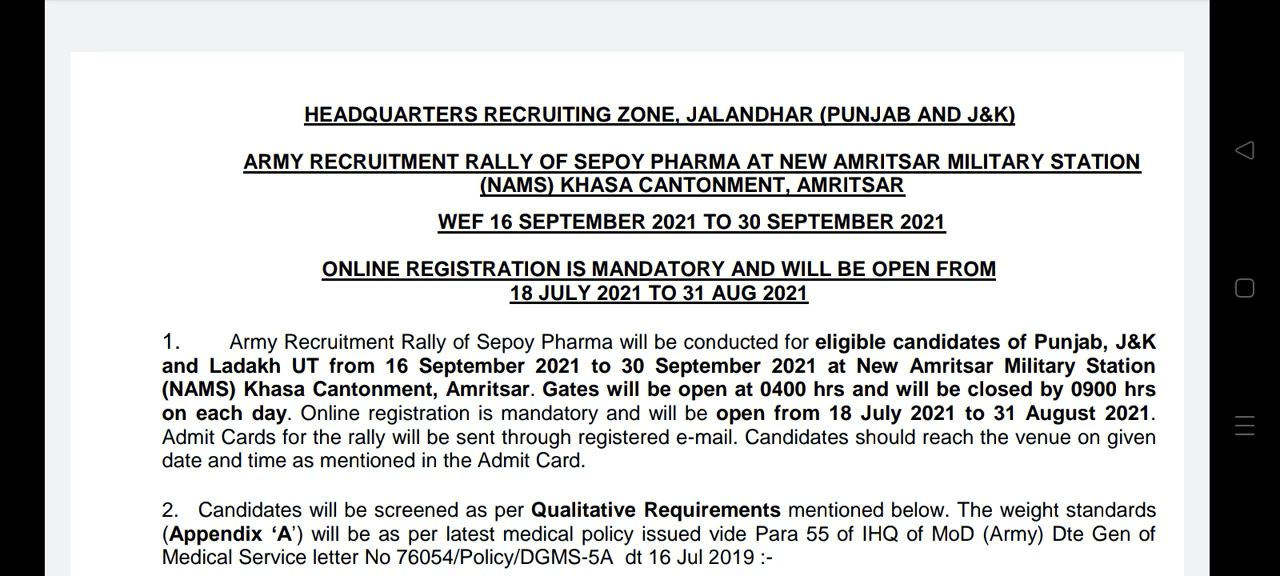 HEADQUARTERS RECRUITING ZONE, JALANDHAR (PUNJAB AND J&K)
ARMY RECRUITMENT RALLY OF SEPOY PHARMA AT NEW AMRITSAR MILITARY STATION
(NAMS) KHASA CANTONMENT, AMRITSAR
WEF 16 SEPTEMBER 2021 TO 30 SEPTEMBER 2021
ONLINE REGISTRATION IS MANDATORY AND WILL BE OPEN FROM
18 JULY 2021 TO 31 AUG 2021
1. Army Recruitment Rally of Sepoy Pharma will be conducted for eligible candidates of Punjab, J&K
and Ladakh UT from 16 September 2021 to 30 September 2021 at New Amritsar Military Station
(NAMS) Khasa Cantonment, Amritsar. Gates will be open at 0400 hrs and will be closed by 0900 hrs
on each day. Online registration is mandatory and will be open from 18 July 2021 to 31 August 2021.
Admit Cards for the rally will be sent through registered e-mail. Candidates should reach the venue on given
date and time as mentioned in the Admit Card.
2. Candidates will be screened as per Qualitative Requirements mentioned below. The weight standards
(Appendix ‘A’) will be as per latest medical policy issued vide Para 55 of IHQ of MoD (Army) Dte Gen of
Medical Service letter No 76054/Policy/DGMS-5A dt 16 Jul 2019 :-